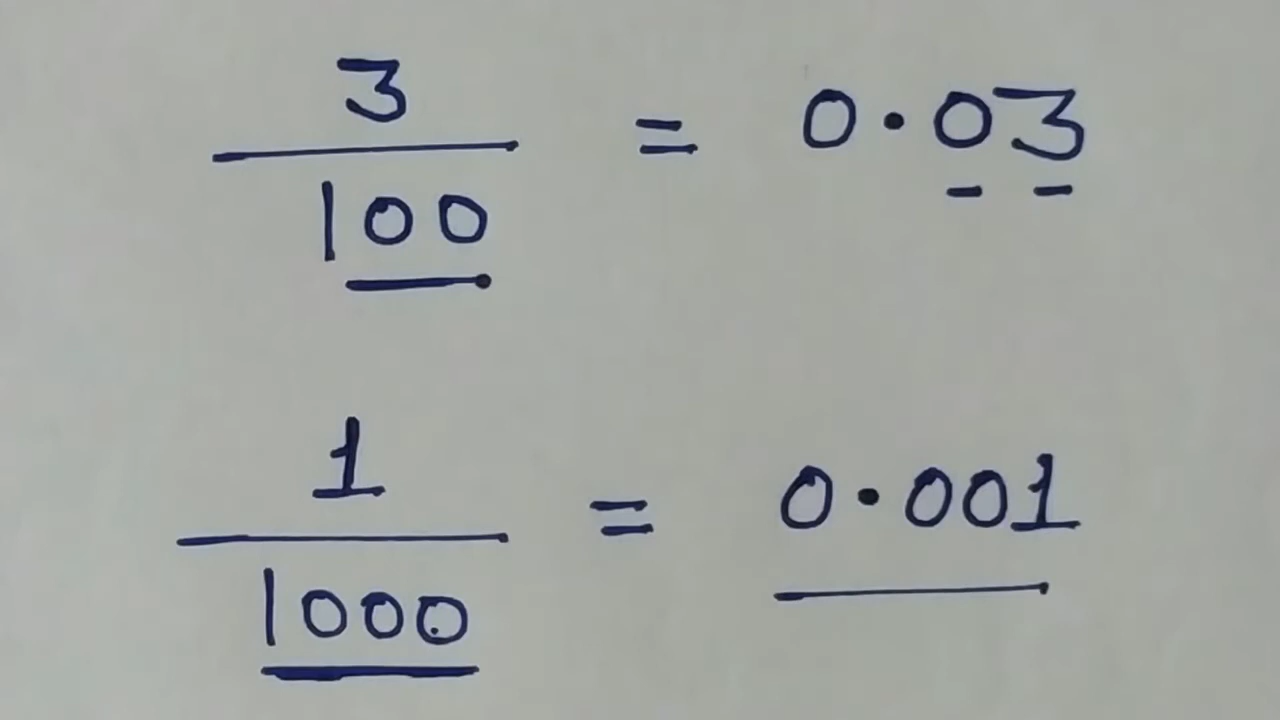 3/100 = 0.03
1/1000 = 0.001